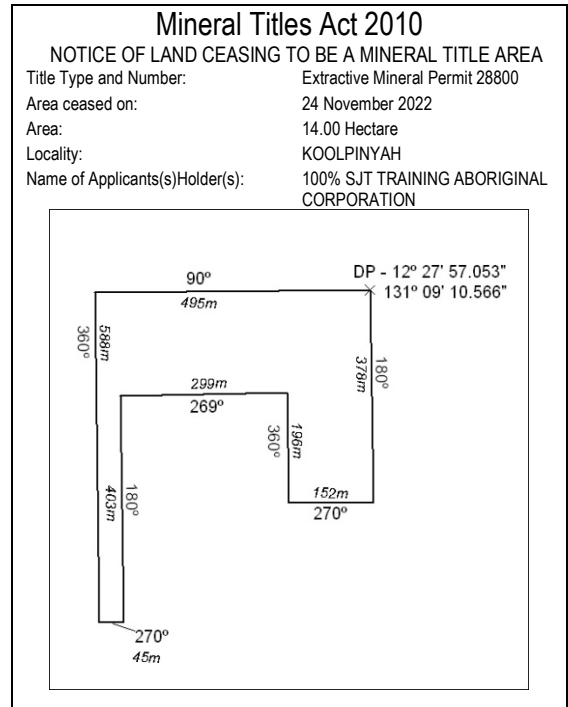 Mineral Titles Act 2010
NOTICE OF LAND CEASING TO BE A MINERAL TITLE AREA
Title Type and Number: Extractive Mineral Permit 28800
Area ceased on: 24 November 2022
Area: 14.00 Hectare
Locality: KOOLPINYAH
Name of Applicants(s)Holder(s): 100% SJT TRAINING ABORIGINAL
CORPORATION
DP - 12º 27' 57.053"
131º 09' 10.566"
90º
495m
588m
360º
378m
180º
299m
269º
196m
360º
403m
180º
152m
270º
270º
45m